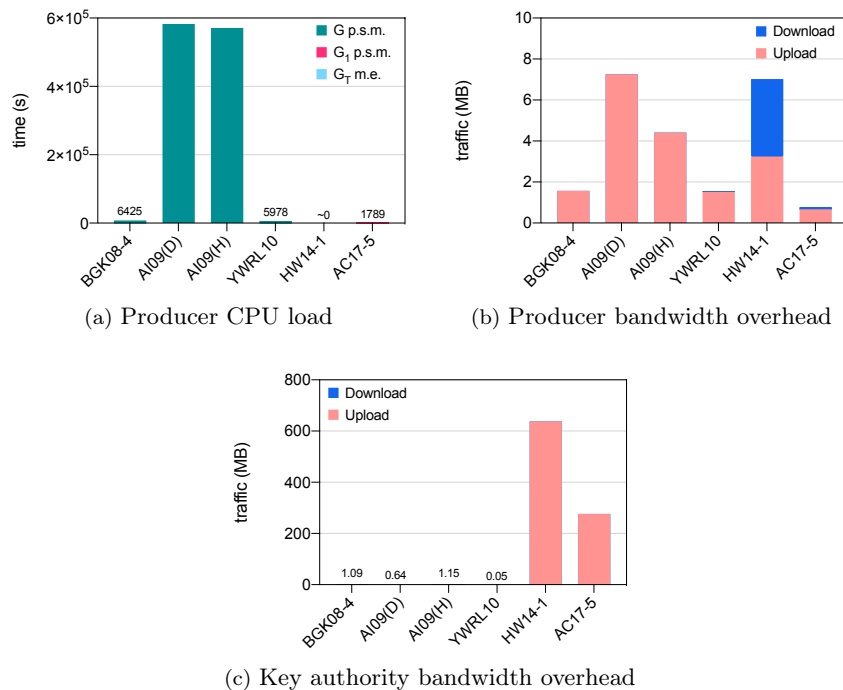 6×10⁵
4×10⁵
2×10⁵
0
time (s)
G p.s.m.
G₁ p.s.m.
G_T m.e.
6425
5978
~0
1789
BGK08-4
AI09(D)
AI09(H)
YWRL10
HW14-1
AC17-5
(a) Producer CPU load
10
8
6
4
2
0
traffic (MB)
Download
Upload
BGK08-4
AI09(D)
AI09(H)
YWRL10
HW14-1
AC17-5
(b) Producer bandwidth overhead
800
600
400
200
0
traffic (MB)
Download
Upload
1.09
0.64
1.15
0.05
BGK08-4
AI09(D)
AI09(H)
YWRL10
HW14-1
AC17-5
(c) Key authority bandwidth overhead